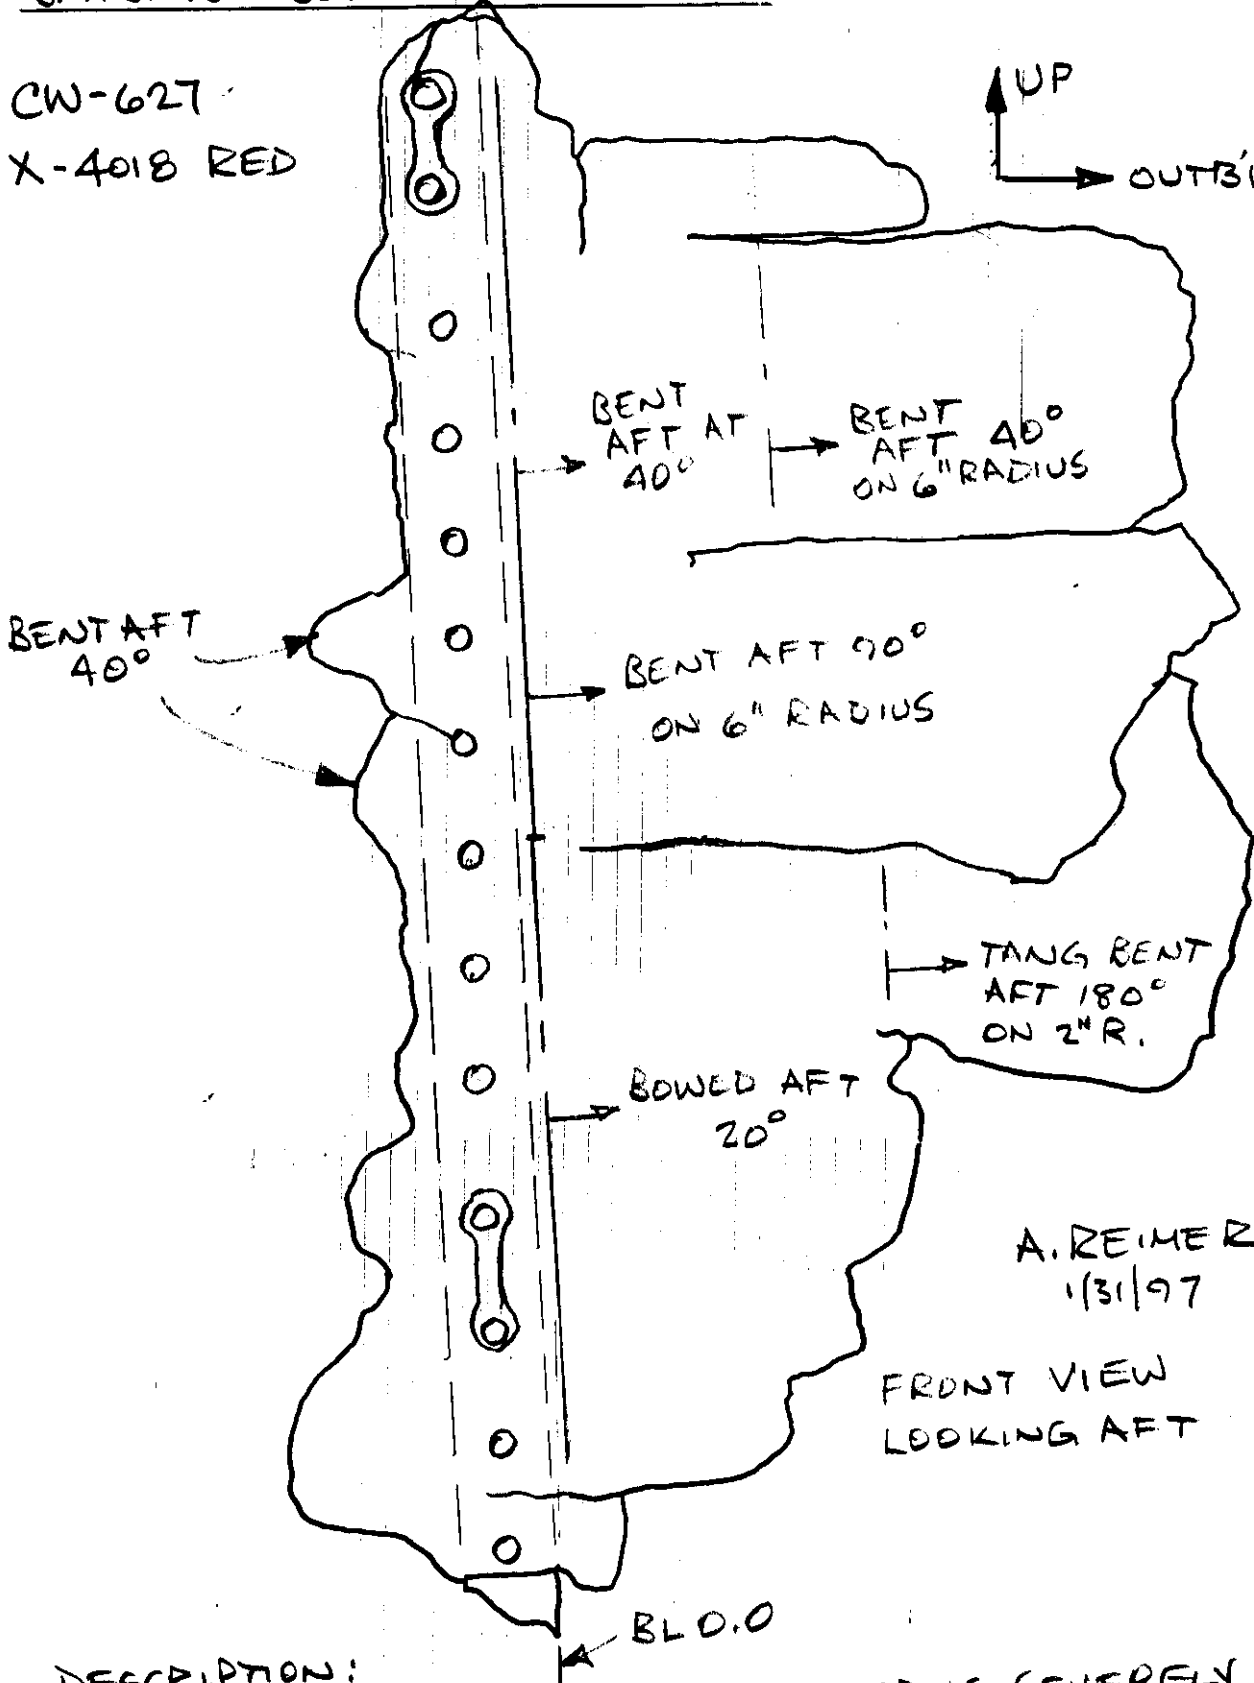 CW-627
X-4018 RED
UP
BENT
AFT AT
40°
BENT
AFT 40°
ON 6" RADIUS
BENT AFT
40°
BENT AFT 90°
ON 6" RADIUS
TANG BENT
AFT 180°
ON 2" R.
BOWED AFT
20°
A. REIMER
1/31/97
FRONT VIEW
LOOKING AFT
BL 0.0
DESCRIPTION:
SEVERELY